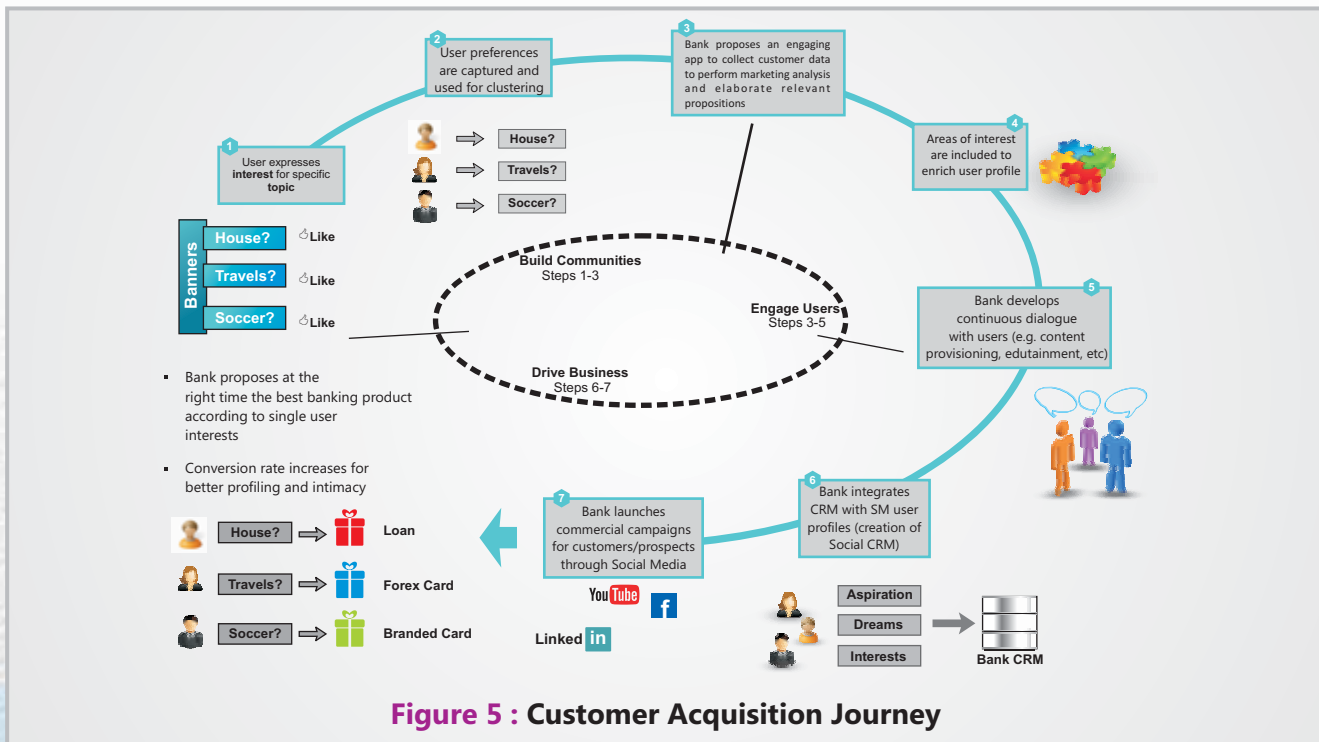 1
User expresses
interest for specific
topic
2
User preferences
are captured and
used for clustering
3
Bank proposes an engaging
app to collect customer data
to perform marketing analysis
and elaborate relevant
propositions
4
Areas of interest
are included to
enrich user profile
5
Bank develops
continuous dialogue
with users (e.g. content
provisioning, edutainment, etc)
6
Bank integrates
CRM with SM user
profiles (creation of
Social CRM)
7
Bank launches
commercial campaigns
for customers/prospects
through Social Media
House?
Travels?
Soccer?
Banners
House? Like
Travels? Like
Soccer? Like
Build Communities
Steps 1-3
Engage Users
Steps 3-5
Drive Business
Steps 6-7
▪ Bank proposes at the
right time the best banking product
according to single user
interests
▪ Conversion rate increases for
better profiling and intimacy
House? Loan
Travels? Forex Card
Soccer? Branded Card
YouTube
f
Linked in
Aspiration
Dreams
Interests
Bank CRM
Figure 5 : Customer Acquisition Journey